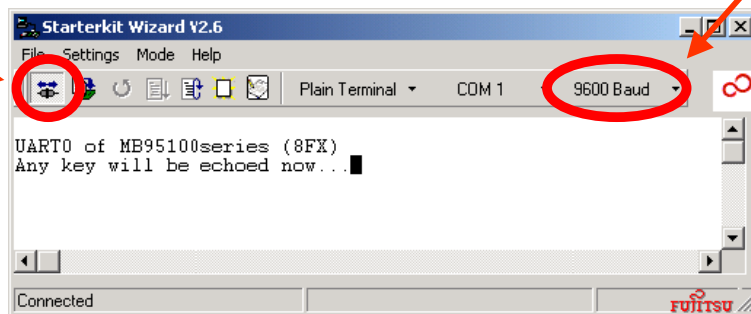 Starterkit Wizard V2.6
File Settings Mode Help
Plain Terminal COM 1 9600 Baud
UART0 of MB95100series (8FX)
Any key will be echoed now...
Connected
FUJITSU